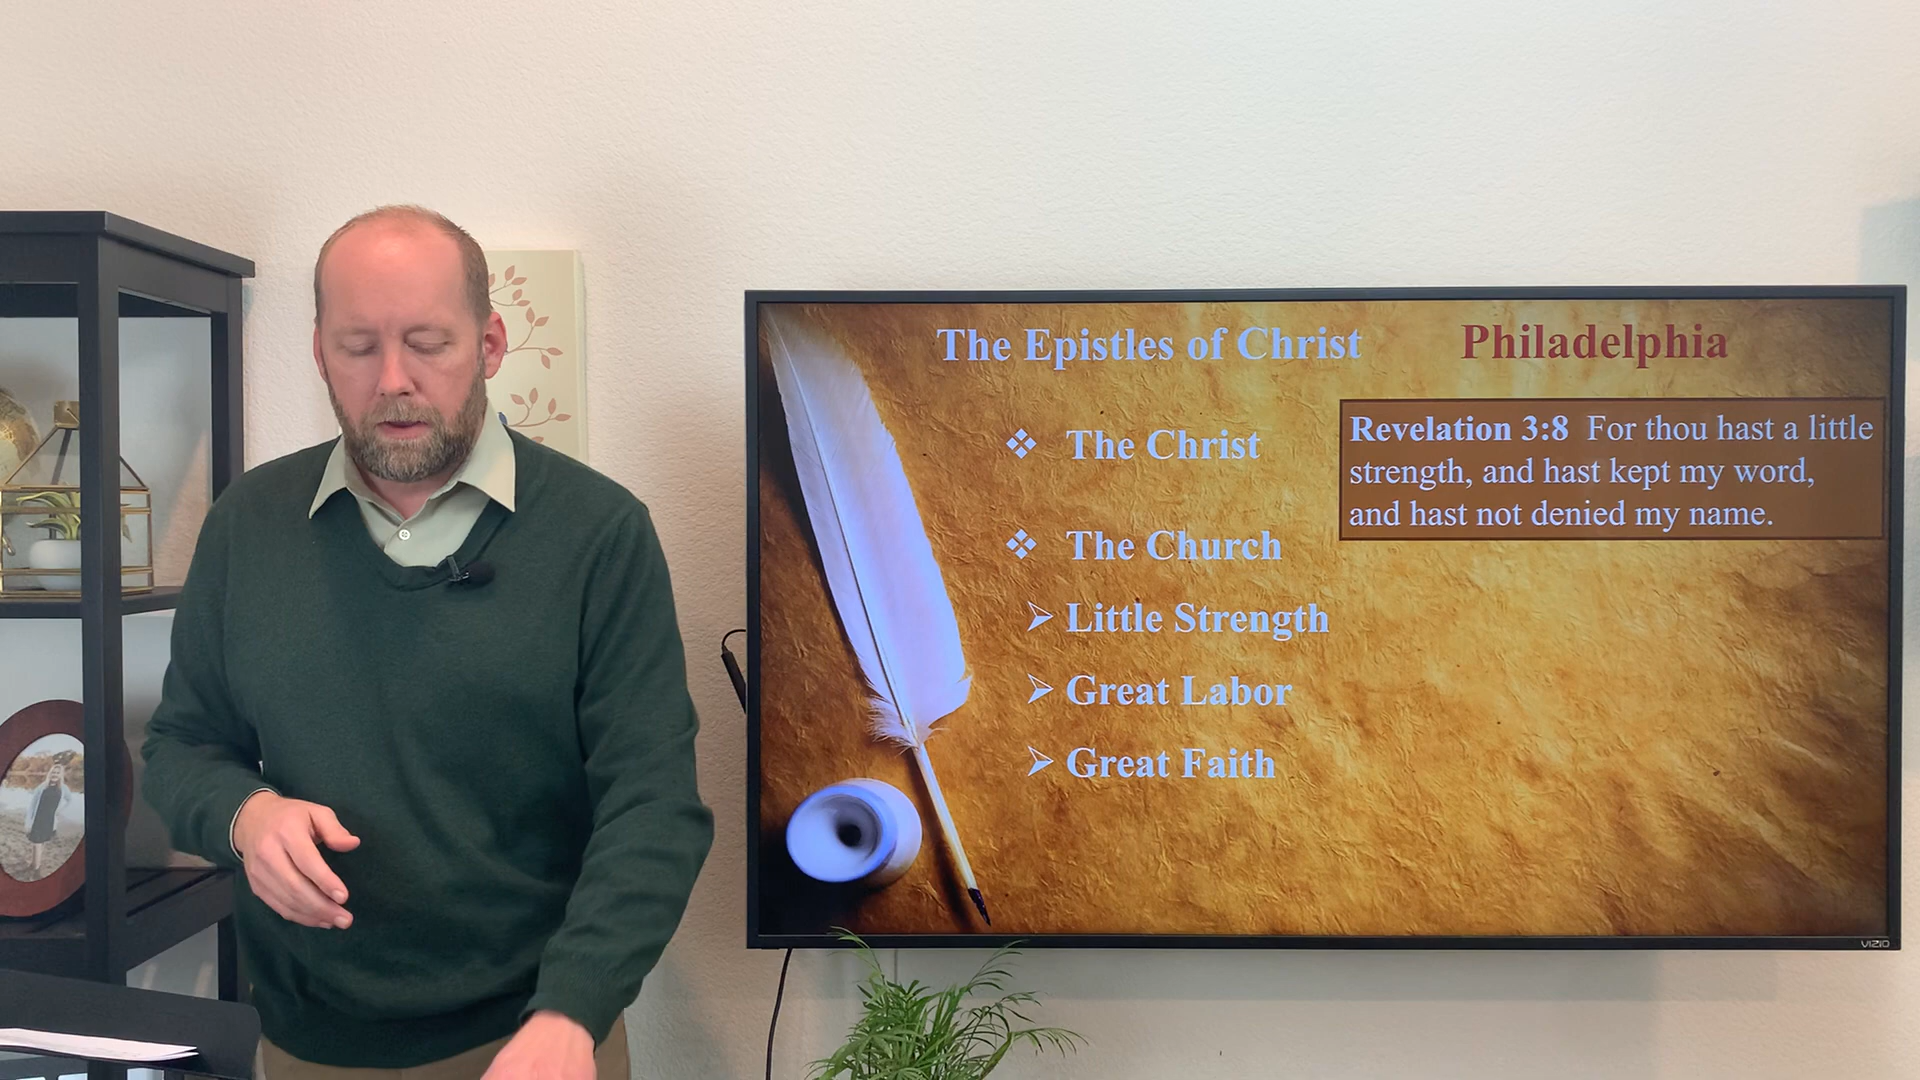 The Epistles of Christ
Philadelphia
The Christ
Revelation 3:8 For thou hast a little
strength, and hast kept my word,
and hast not denied my name.
The Church
Little Strength
Great Labor
Great Faith
VIZIO